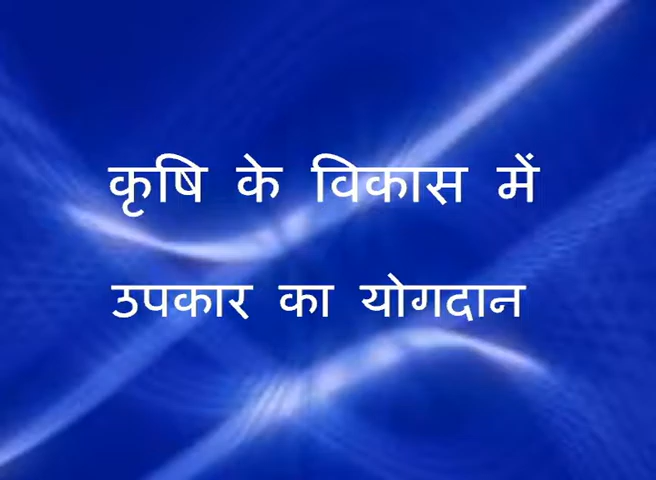 कृषि के विकास में
उपकार का योगदान